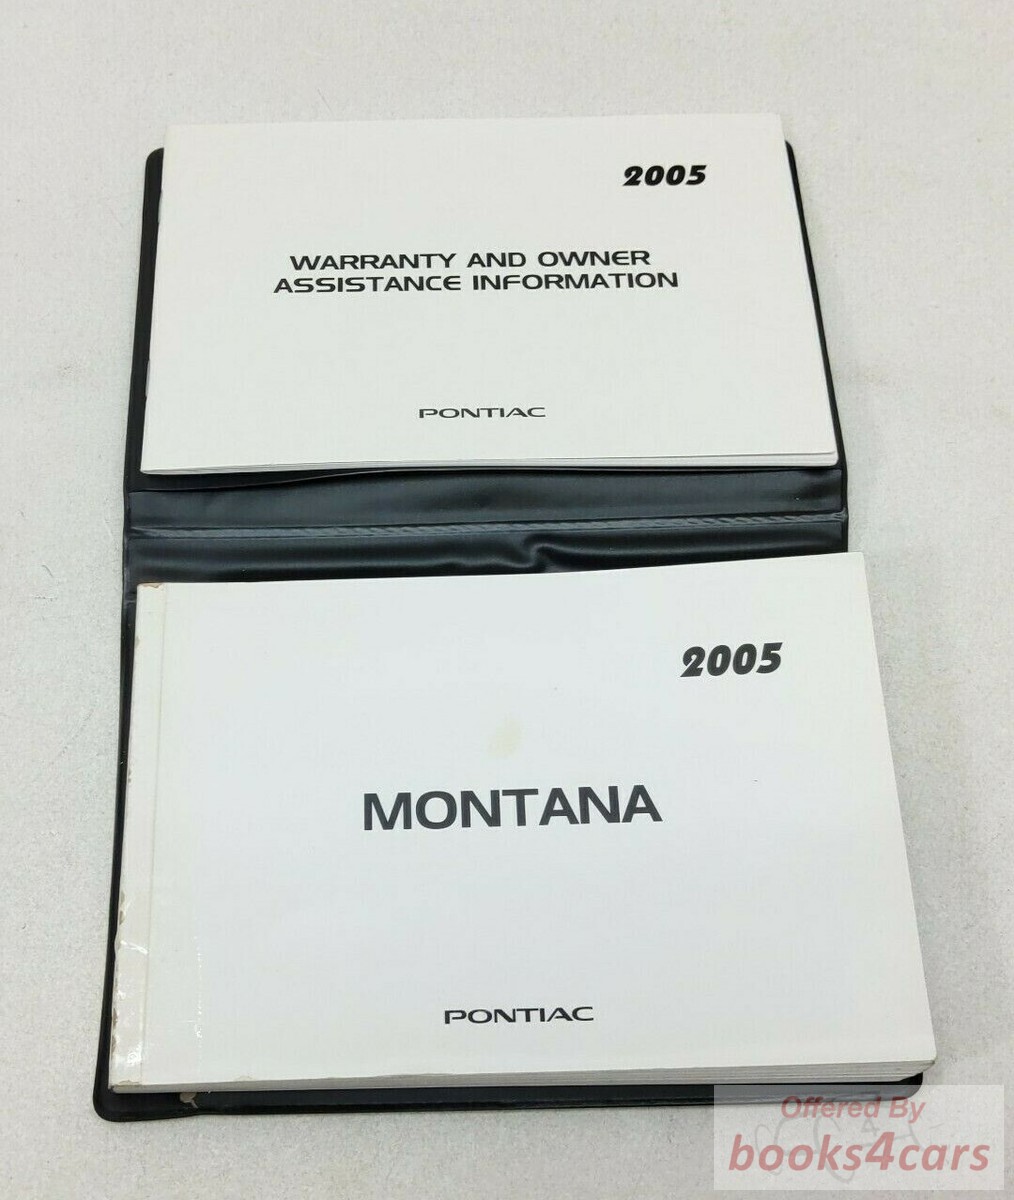 2005
WARRANTY AND OWNER
ASSISTANCE INFORMATION
PONTIAC
2005
MONTANA
PONTIAC
Offered By
books4cars